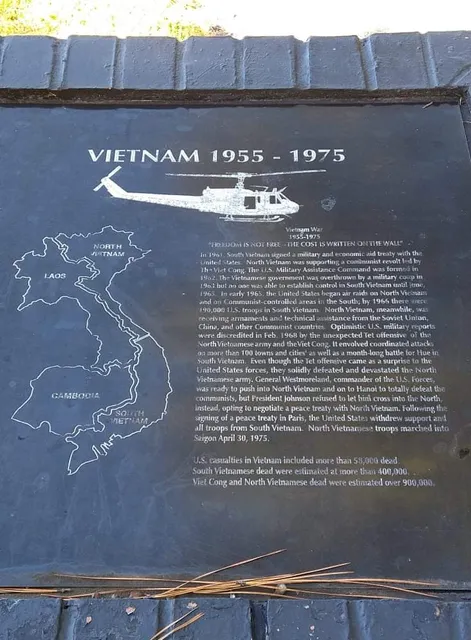 VIETNAM 1955 - 1975
Vietnam War
1955-1975
"FREEDOM IS NOT FREE - THE COST IS WRITTEN ON THE WALL"
In 1961, South Vietnam signed a military and economic aid treaty with the
United States. North Vietnam was supporting a communist revolt led by
The Viet Cong. The U.S. Military Assistance Command was formed in
1962. The Vietnamese government was overthrown by a military coup in
1963 but no one was able to establish control in South Vietnam until june,
1965. In early 1965, the United States began air raids on North Vietnam
and on Communist-controlled areas in the South; by 1966 there were
190,000 U.S. troops in South Vietnam. North Vietnam, meanwhile, was
receiving armaments and technical assistance from the Soviet Union,
China, and other Communist countries. Optimistic U.S. military reports
were discredited in Feb. 1968 by the unexpected Tet offensive of the
North Vietnamese army and the Viet Cong. It envolved coordinated attacks
on more than 100 towns and cities' as well as a month-long battle for Hue in
South Vietnam. Even though the Tet offensive came as a surprise to the
United States forces, they solidly defeated and devastated the North
Vietnamese army. General Westmoreland, commander of the U.S. Forces,
was ready to push into North Vietnam and on to Hanoi to totally defeat the
communists, but President Johnson refused to let him cross into the North,
instead, opting to negotiate a peace treaty with North Vietnam. Following the
signing of a peace treaty in Paris, the United States withdrew support and
all troops from South Vietnam. North Vietnamese troops marched into
Saigon April 30, 1975.
U.S. casualties in Vietnam included more than 58,000 dead.
South Vietnamese dead were estimated at more than 400,000.
Viet Cong and North Vietnamese dead were estimated over 900,000.
NORTH
VIETNAM
LAOS
CAMBODIA
SOUTH
VIETNAM